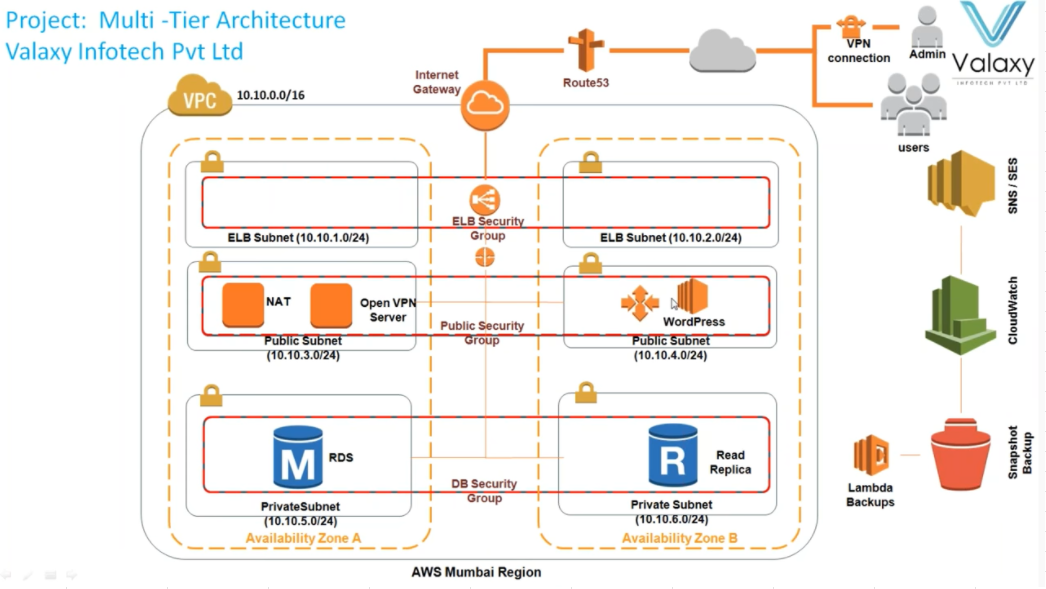 Project: Multi -Tier Architecture
Valaxy Infotech Pvt Ltd
VPN
connection
Admin
Valaxy
INFOTECH PVT LTD
Internet
Gateway
Route53
users
VPC
10.10.0.0/16
SNS / SES
ELB Security
Group
ELB Subnet (10.10.1.0/24)
ELB Subnet (10.10.2.0/24)
NAT
Open VPN
Server
WordPress
CloudWatch
Public Security
Group
Public Subnet
(10.10.3.0/24)
Public Subnet
(10.10.4.0/24)
M
RDS
R
Read
Replica
Snapshot
Backup
Lambda
Backups
DB Security
Group
PrivateSubnet
(10.10.5.0/24)
Private Subnet
(10.10.6.0/24)
Availability Zone A
Availability Zone B
AWS Mumbai Region